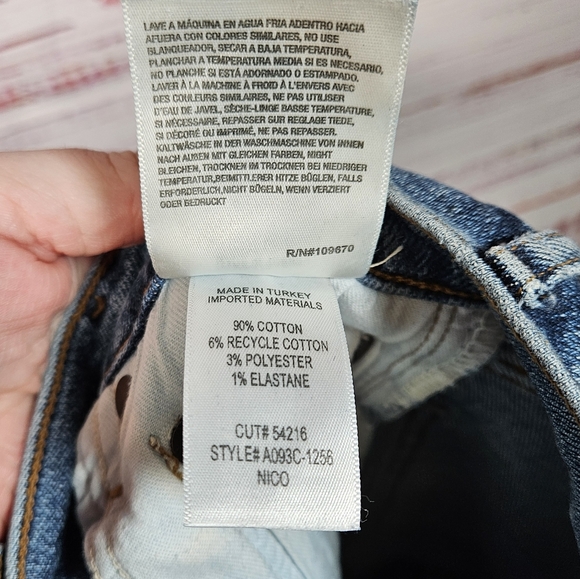 LAVE A MÁQUINA EN AGUA FRIA ADENTRO HACIA
AFUERA CON COLORES SIMILARES, NO USE
BLANQUEADOR, SECAR A BAJA TEMPERATURA,
PLANCHAR A TEMPERATURA MEDIA SI ES NECESARIO,
NO PLANCHE SI ESTÁ ADORNADO O ESTAMPADO.
LAVER À LA MACHINE À FROID À L'ENVERS AVEC
DES COULEURS SIMILAIRES, NE PAS UTILISER
D'EAU DE JAVEL, SÈCHE-LINGE BASSE TEMPERATURE,
SI NÉCESSAIRE, REPASSER SUR REGLAGE TIEDE,
SI DÉCORÉ OU IMPRIMÉ, NE PAS REPASSER.
KALTWÄSCHE IN DER WASCHMASCHINE VON INNEN
NACH AUßEN MIT GLEICHEN FARBEN, NIGHT
BLEICHEN, TROCKNEN IM TROCKNER BEI NIEDRIGER
TEMPERATUR,BEIMITTLERER HITZE BÜGLEN, FALLS
ERFORDERLICH,NICHT BÜGELN, WENN VERZIERT
ODER BEDRUCKT
R/N#109670
MADE IN TURKEY
IMPORTED MATERIALS
90% COTTON
6% RECYCLE COTTON
3% POLYESTER
1% ELASTANE
CUT# 54216
STYLE# A093C-1256
NICO